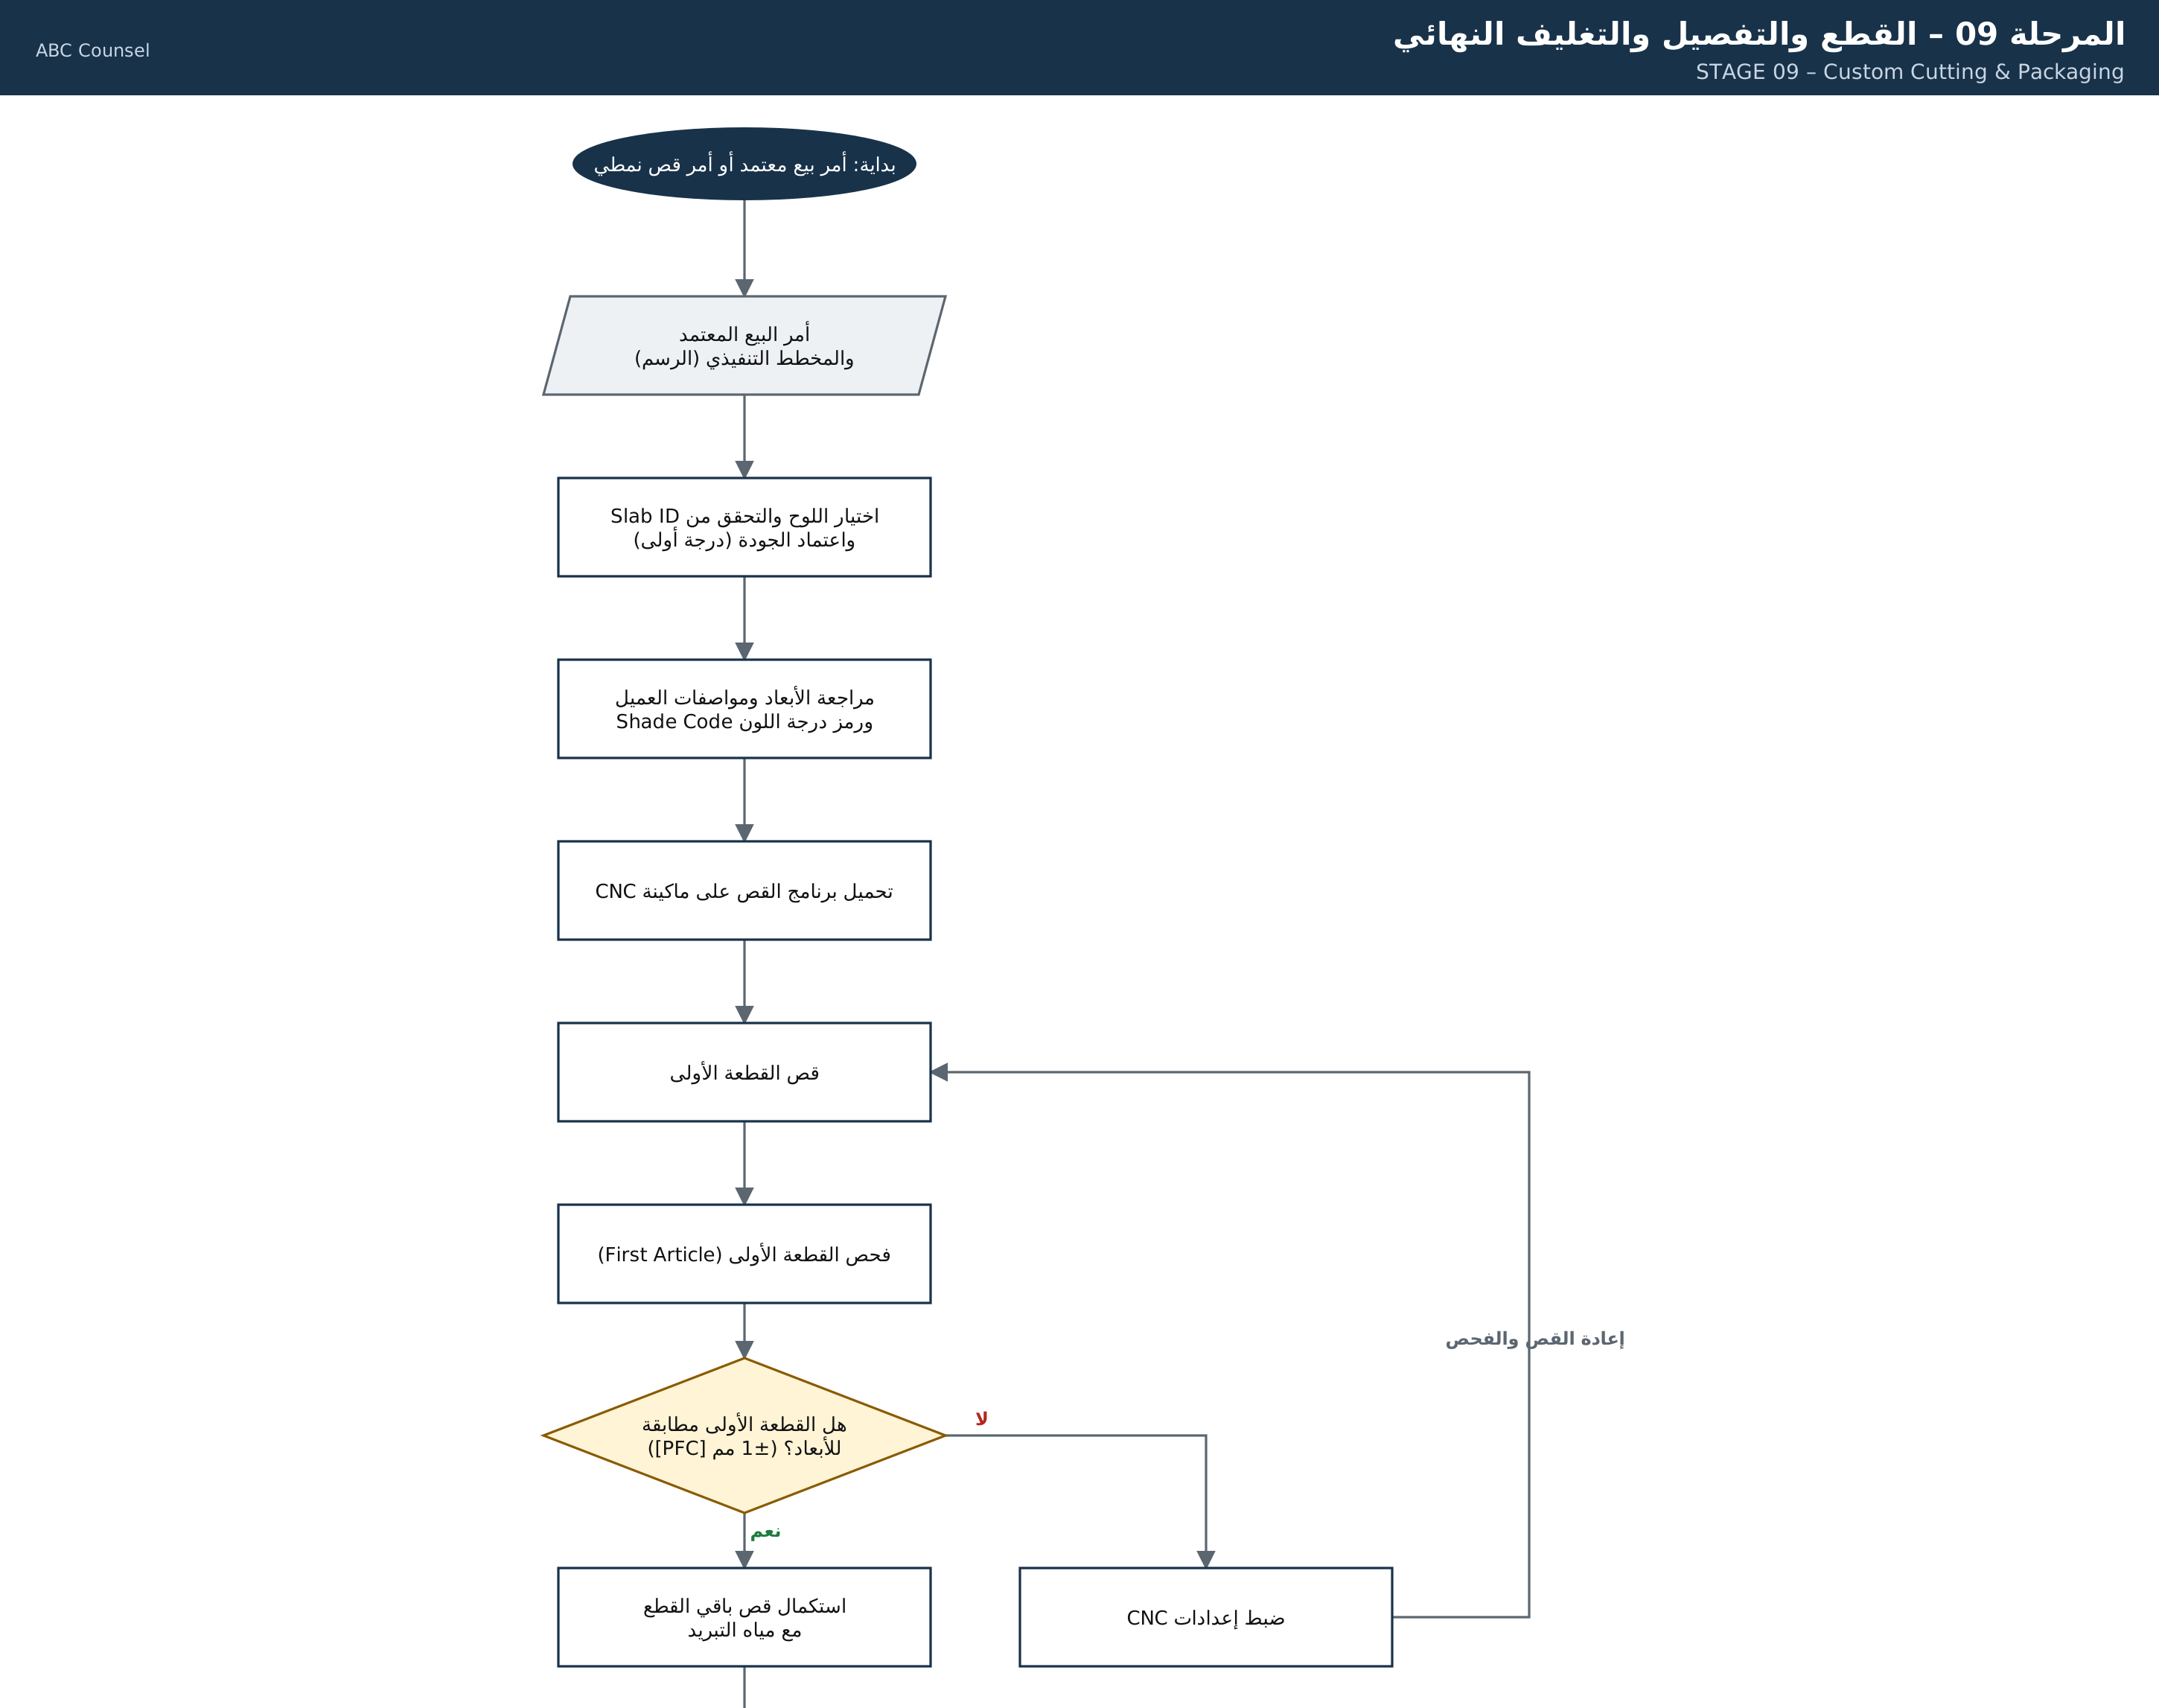 المرحلة 09 – القطع والتفصيل والتغليف النهائي
STAGE 09 – Custom Cutting & Packaging
ABC Counsel
بداية: أمر بيع معتمد أو أمر قص نمطي
أمر البيع المعتمد
والمخطط التنفيذي (الرسم)
اختيار اللوح والتحقق من Slab ID
واعتماد الجودة (درجة أولى)
مراجعة الأبعاد ومواصفات العميل
ورمز درجة اللون Shade Code
تحميل برنامج القص على ماكينة CNC
قص القطعة الأولى
فحص القطعة الأولى (First Article)
إعادة القص والفحص
هل القطعة الأولى مطابقة
للأبعاد؟ (±1 مم [PFC])
لا
نعم
استكمال قص باقي القطع
مع مياه التبريد
ضبط إعدادات CNC